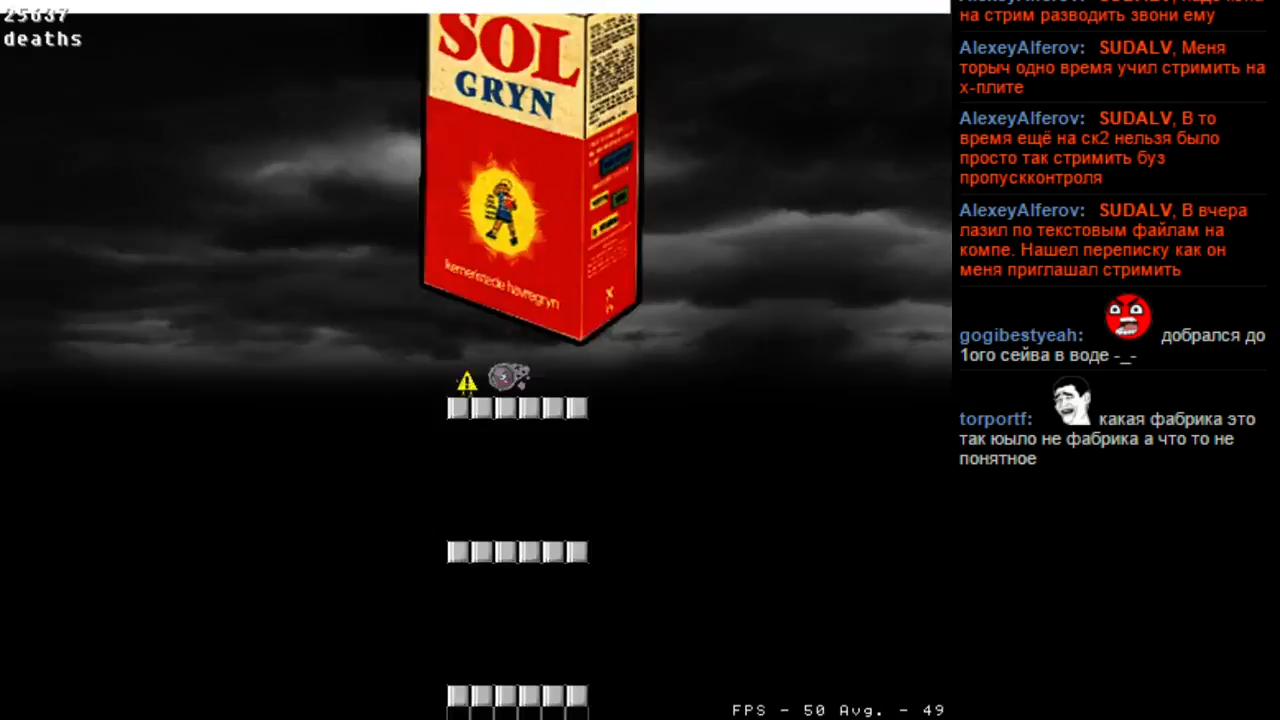 25637
deaths
SOL
GRYN
havregryn
FPS - 50 Avg. - 49
на стрим разводить звони ему
AlexeyAlferov: SUDALV, Меня
торыч одно время учил стримить на
х-плите
AlexeyAlferov: SUDALV, В то
время ещё на ск2 нельзя было
просто так стримить буз
пропускконтроля
AlexeyAlferov: SUDALV, В вчера
лазил по текстовым файлам на
компе. Нашел переписку как он
меня приглашал стримить
gogibestyeah: добрался до
1ого сейва в воде -_-
torportf: какая фабрика это
так юыло не фабрика а что то не
понятное